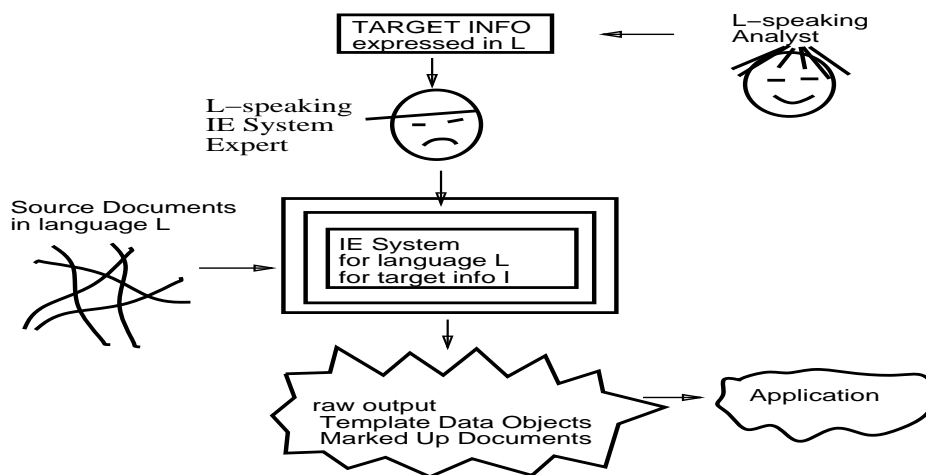 TARGET INFO
expressed in L
L−speaking
Analyst
L−speaking
IE System
Expert
Source Documents
in language L
IE System
for language L
for target info I
raw output
Template Data Objects
Marked Up Documents
Application